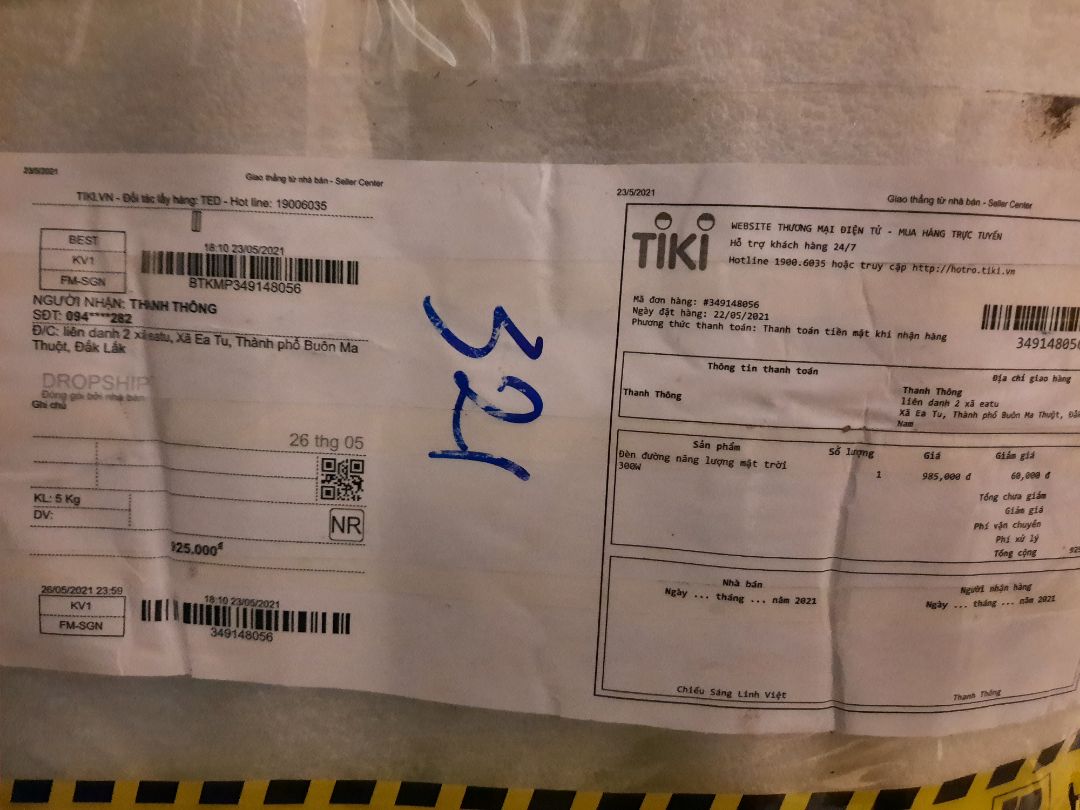 23/5/2021
Giao thẳng từ nhà bán - Seller Center
TIKI.VN - Đối tác lấy hàng: TED - Hot line: 19006035
BEST
KV1
FM-SGN
18:10 23/05/2021
BTKMP349148056
NGƯỜI NHẬN: THANH THÔNG
SĐT: 094****282
Đ/C: liên danh 2 xã eatu, Xã Ea Tu, Thành phố Buôn Ma
Thuột, Đắk Lắk
DROPSHIP
Đóng gói bởi nhà bán
Ghi chú
26 thg 05
KL: 5 Kg
DV:
NR
925.000đ
26/05/2021 23:59
KV1
FM-SGN
18:10 23/05/2021
349148056
321
23/5/2021
Giao thẳng từ nhà bán - Seller Center
TIKI
WEBSITE THƯƠNG MẠI ĐIỆN TỬ - MUA HÀNG TRỰC TUYẾN
Hỗ trợ khách hàng 24/7
Hotline 1900.6035 hoặc truy cập http://hotro.tiki.vn
Mã đơn hàng: #349148056
Ngày đặt hàng: 22/05/2021
Phương thức thanh toán: Thanh toán tiền mặt khi nhận hàng
349148056
Thông tin thanh toán
Địa chỉ giao hàng
Thanh Thông
Thanh Thông
liên danh 2 xã eatu
Xã Ea Tu, Thành phố Buôn Ma Thuột,
Nam
Sản phẩm Số lượng Giá Giảm giá
Đèn đường năng lượng mặt trời
300W
1 985,000 đ 60,000 đ
Tổng chưa giảm
Giảm giá
Phí vận chuyển
Phí xử lý
Tổng cộng
Nhà bán
Ngày ... tháng ... năm 2021
Người nhận hàng
Ngày ... tháng ... năm 2021
Chiếu Sáng Linh Việt
Thanh Thông